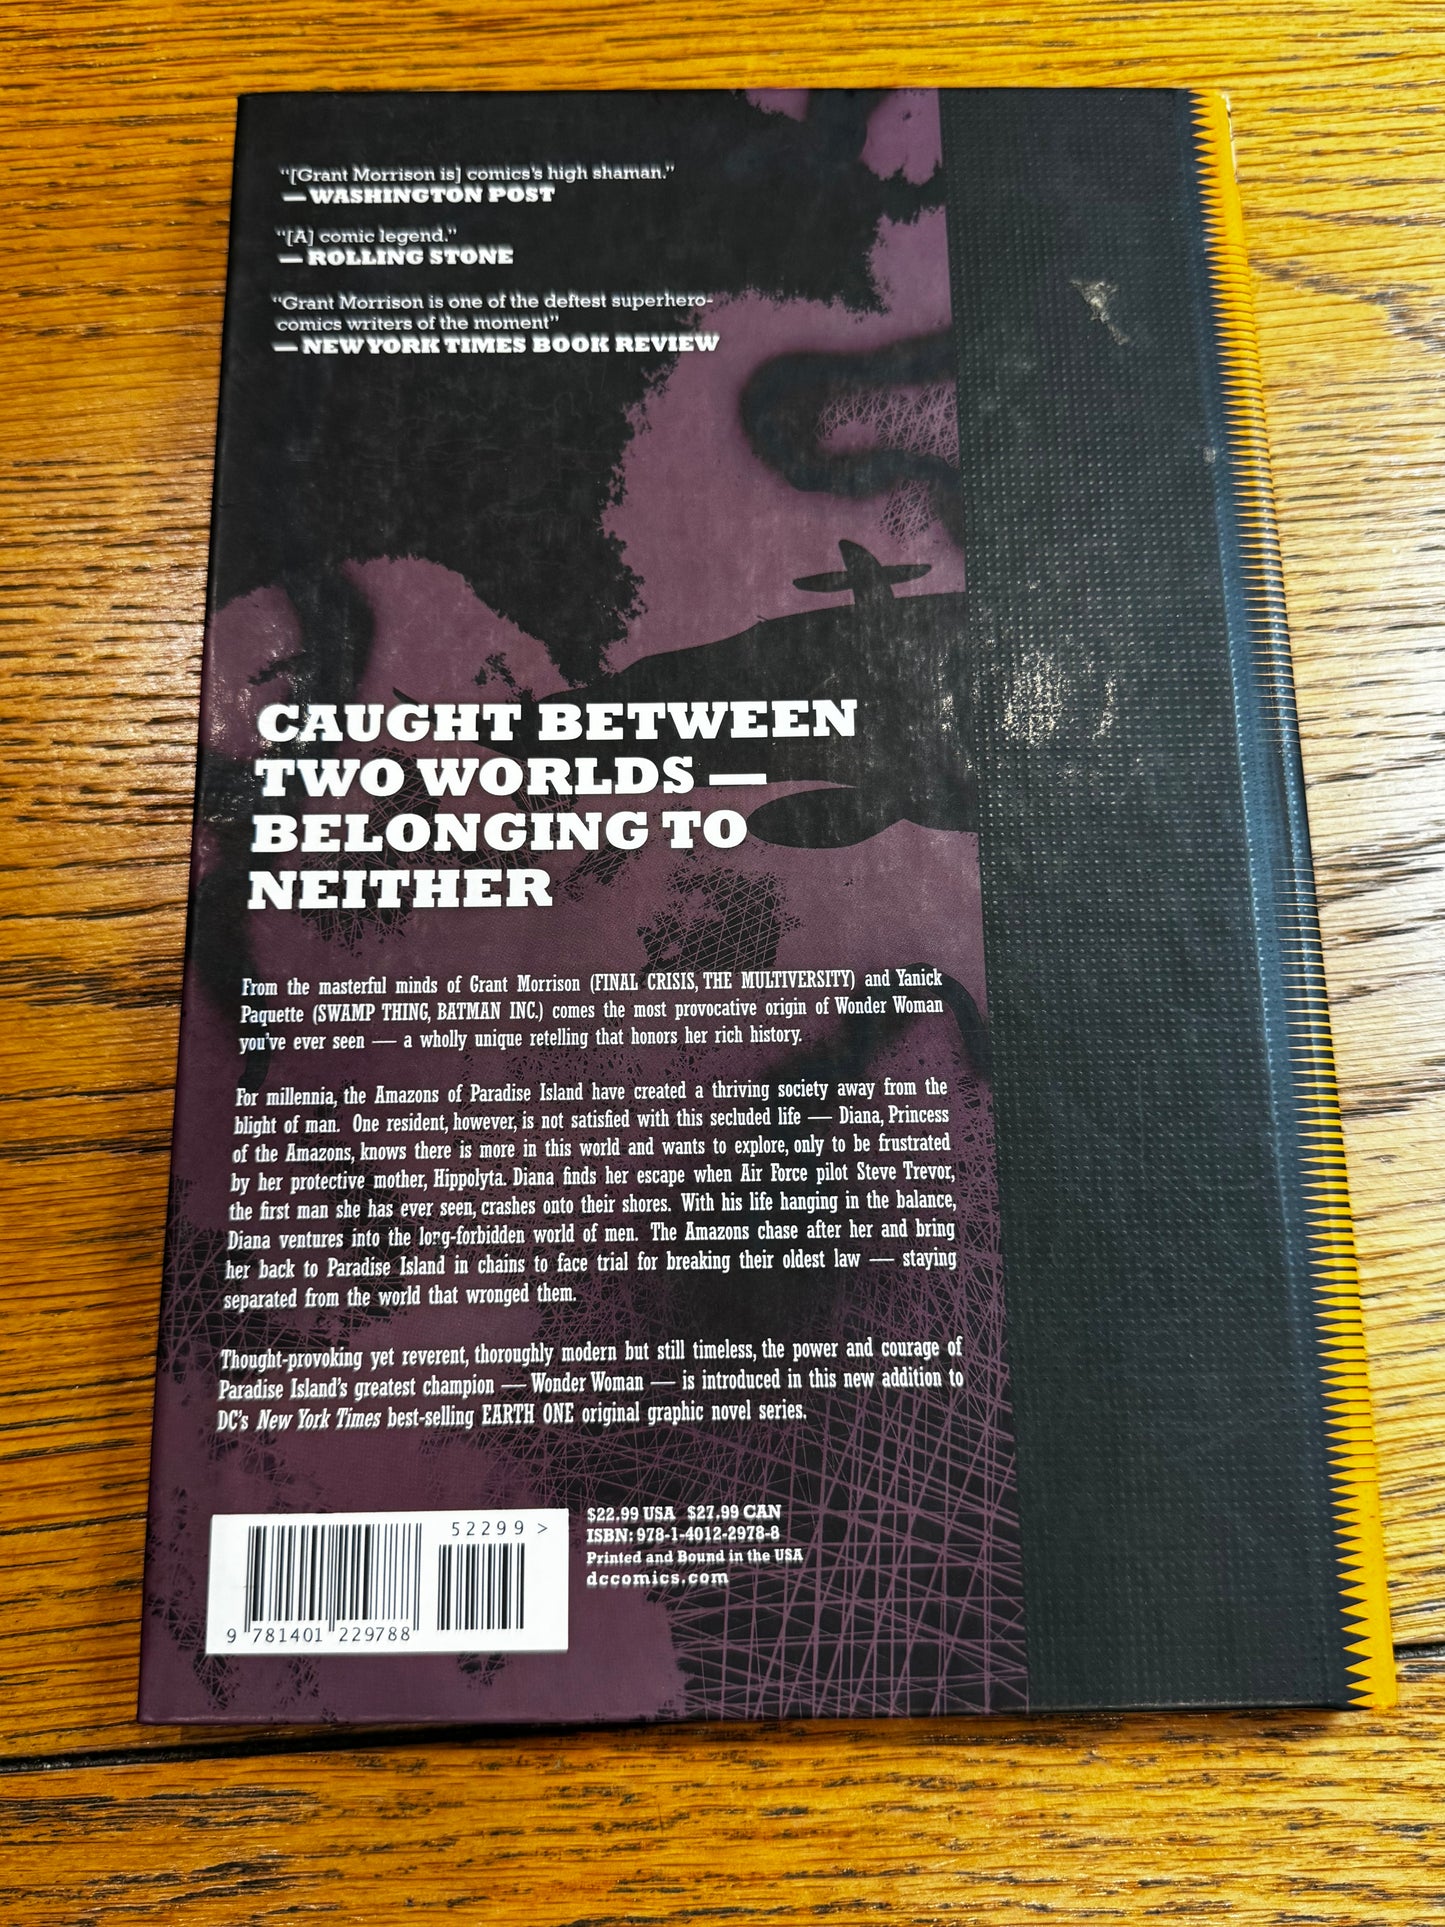 “[Grant Morrison is] comics’s high shaman.”
— WASHINGTON POST
“[A] comic legend.”
— ROLLING STONE
“Grant Morrison is one of the deftest superhero-
comics writers of the moment”
— NEW YORK TIMES BOOK REVIEW
CAUGHT BETWEEN
TWO WORLDS —
BELONGING TO
NEITHER
From the masterful minds of Grant Morrison (FINAL CRISIS, THE MULTIVERSITY) and Yanick
Paquette (SWAMP THING, BATMAN INC.) comes the most provocative origin of Wonder Woman
you’ve ever seen — a wholly unique retelling that honors her rich history.
For millennia, the Amazons of Paradise Island have created a thriving society away from the
blight of man. One resident, however, is not satisfied with this secluded life — Diana, Princess
of the Amazons, knows there is more in this world and wants to explore, only to be frustrated
by her protective mother, Hippolyta. Diana finds her escape when Air Force pilot Steve Trevor,
the first man she has ever seen, crashes onto their shores. With his life hanging in the balance,
Diana ventures into the long-forbidden world of men. The Amazons chase after her and bring
her back to Paradise Island in chains to face trial for breaking their oldest law — staying
separated from the world that wronged them.
Thought-provoking yet reverent, thoroughly modern but still timeless, the power and courage of
Paradise Island’s greatest champion — Wonder Woman — is introduced in this new addition to
DC’s New York Times best-selling EARTH ONE original graphic novel series.
$22.99 USA $27.99 CAN
ISBN: 978-1-4012-2978-8
Printed and Bound in the USA
dccomics.com
52299 >
9 781401 229788